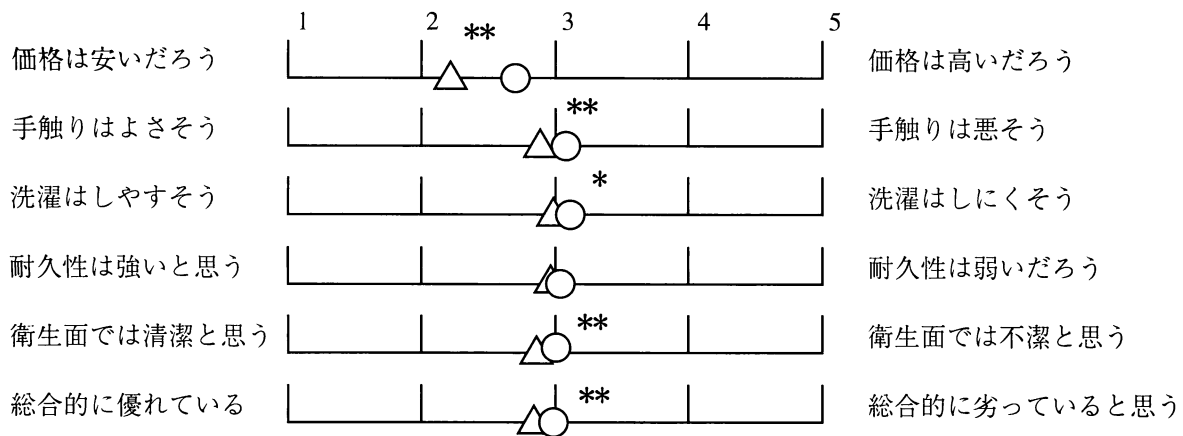 1 2 3 4 5
価格は安いだろう ** 価格は高いだろう
手触りはよさそう ** 手触りは悪そう
洗濯はしやすそう * 洗濯はしにくそう
耐久性は強いと思う 耐久性は弱いだろう
衛生面では清潔と思う ** 衛生面では不潔と思う
総合的に優れている ** 総合的に劣っていると思う